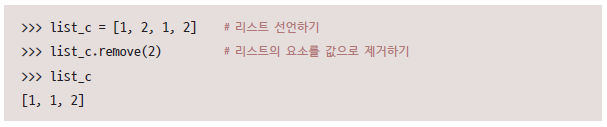 >>> list_c = [1, 2, 1, 2] # 리스트 선언하기
>>> list_c.remove(2) # 리스트의 요소를 값으로 제거하기
>>> list_c
[1, 1, 2]